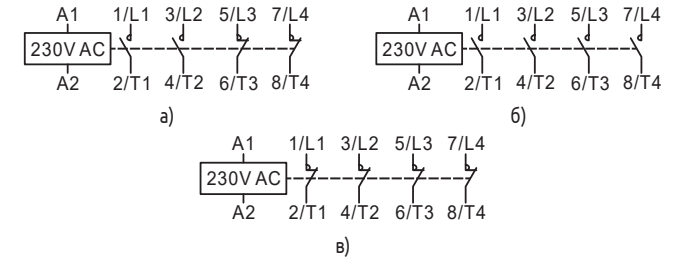 A1 1/L1 3/L2 5/L3 7/L4
230V AC
A2 2/T1 4/T2 6/T3 8/T4
а)
A1 1/L1 3/L2 5/L3 7/L4
230V AC
A2 2/T1 4/T2 6/T3 8/T4
б)
A1 1/L1 3/L2 5/L3 7/L4
230V AC
A2 2/T1 4/T2 6/T3 8/T4
в)